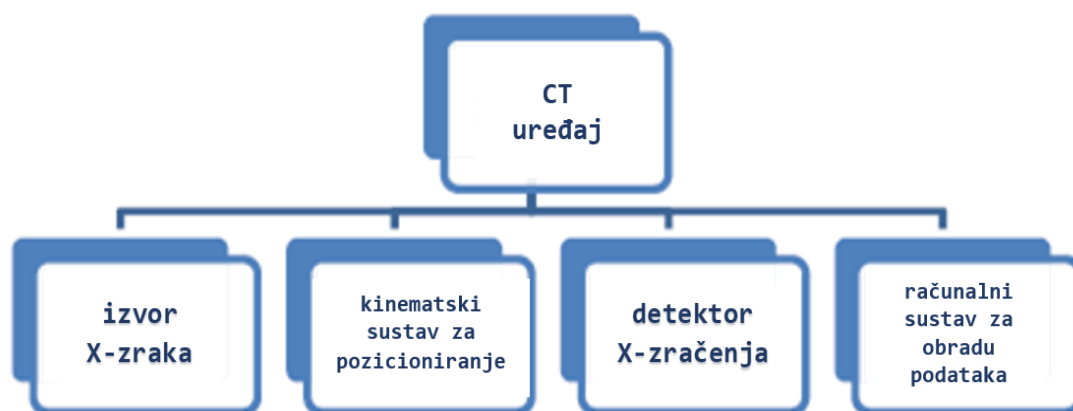 CT
uređaj
izvor
X-zraka
kinematski
sustav za
pozicioniranje
detektor
X-zračenja
računalni
sustav za
obradu
podataka